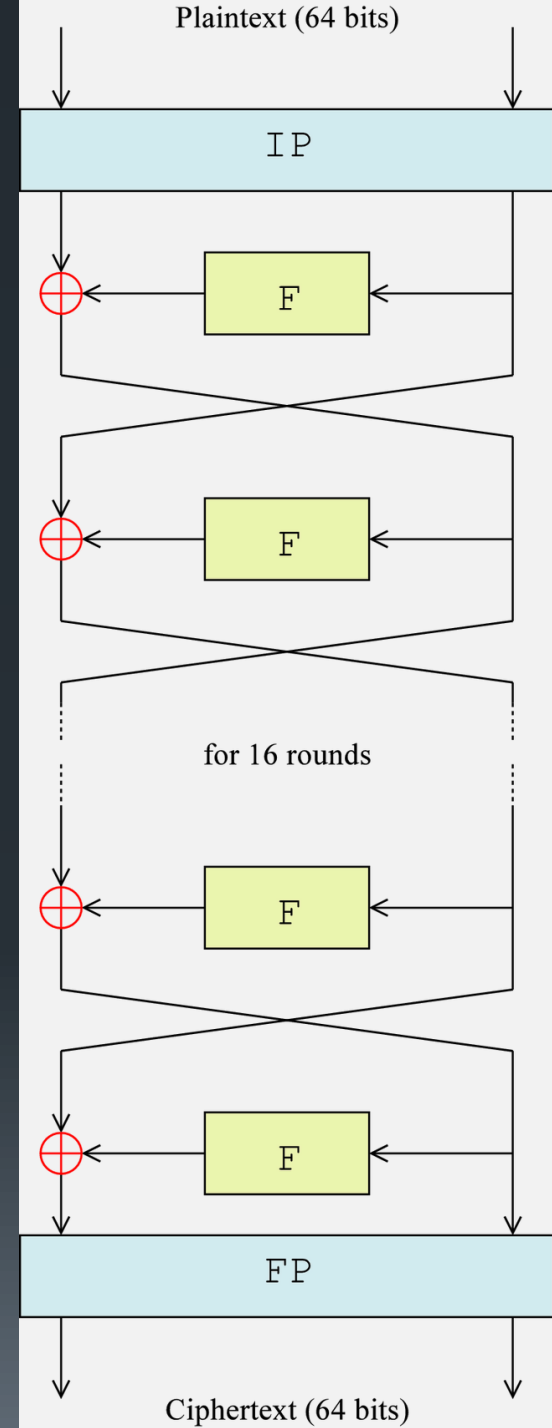 Plaintext (64 bits)
IP
F
F
for 16 rounds
F
F
FP
Ciphertext (64 bits)